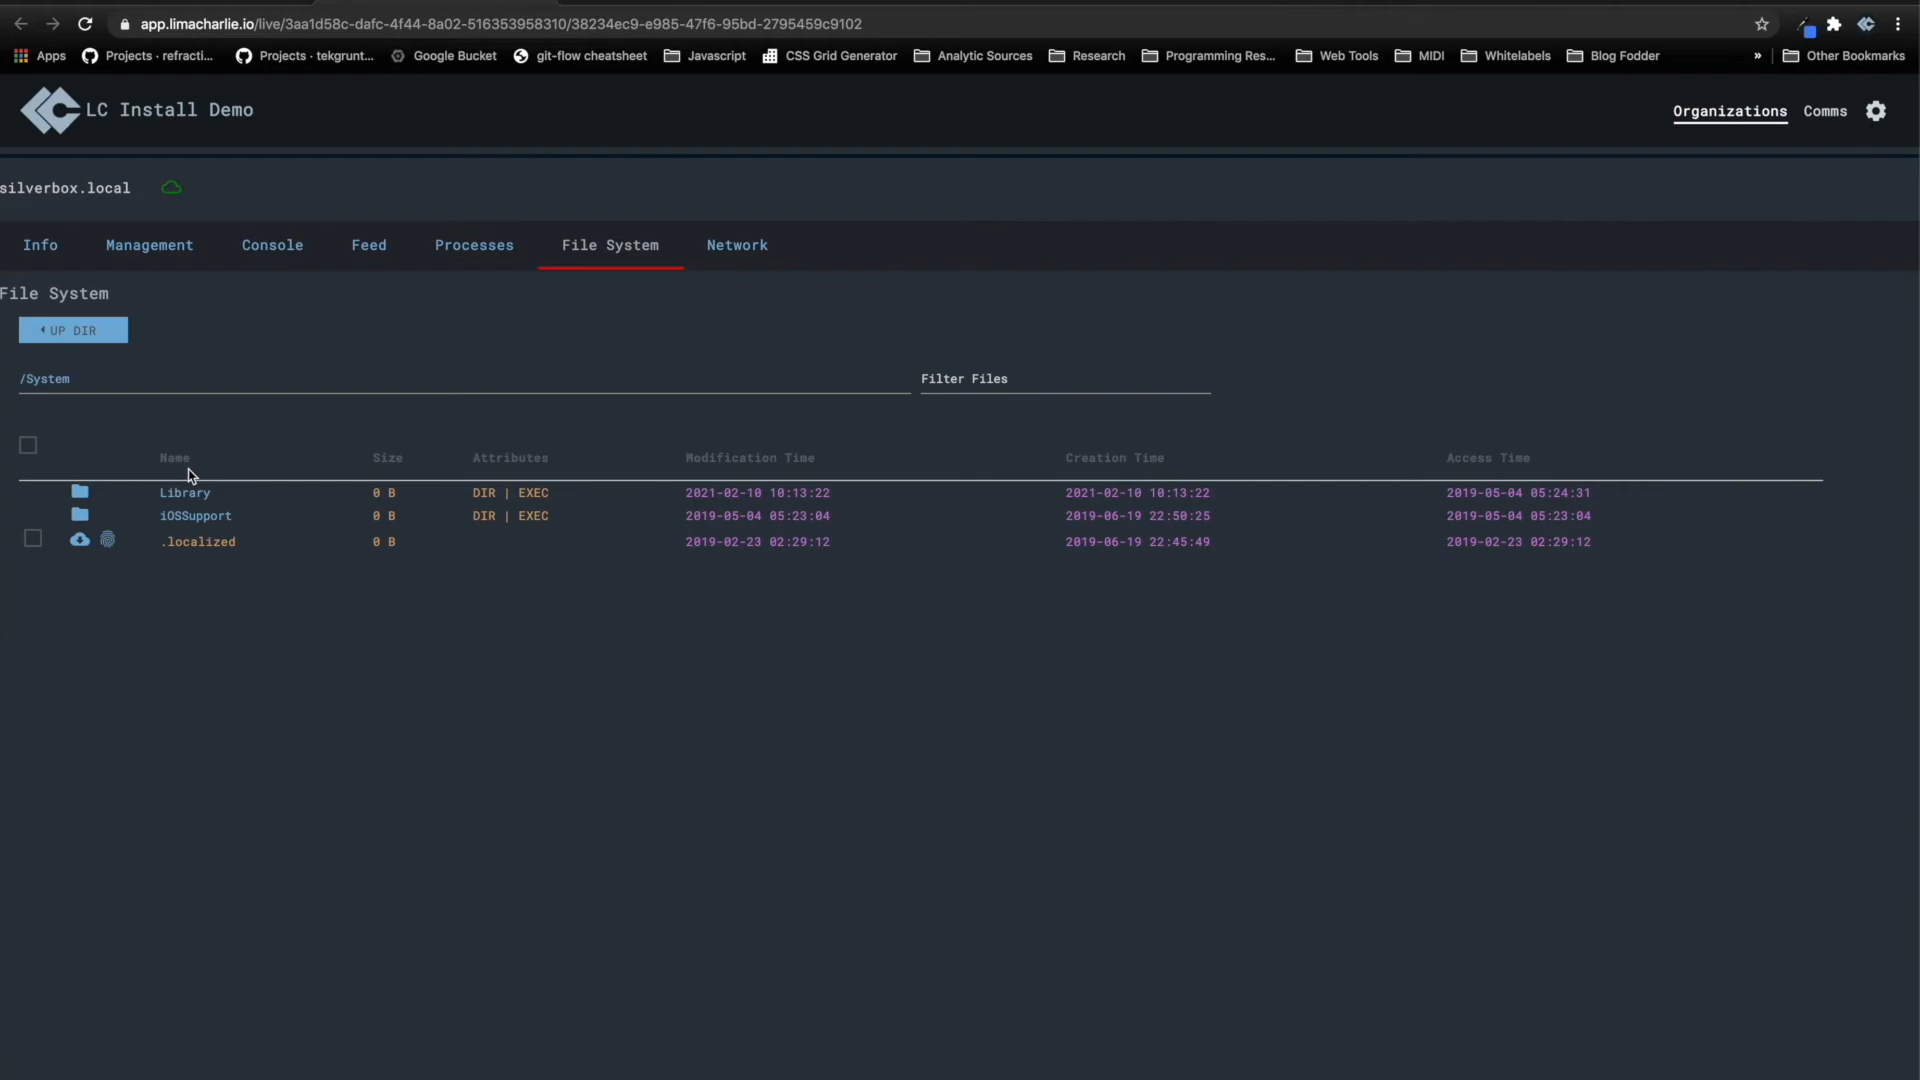 app.limacharlie.io/live/3aa1d58c-dafc-4f44-8a02-516353958310/38234ec9-e985-47f6-95bd-2795459c9102
Apps Projects · refracti... Projects · tekgrunt... Google Bucket git-flow cheatsheet Javascript CSS Grid Generator Analytic Sources Research Programming Res... Web Tools MIDI Whitelabels Blog Fodder » Other Bookmarks
LC Install Demo Organizations Comms
silverbox.local
Info Management Console Feed Processes File System Network
File System
UP DIR
/System Filter Files
Name Size Attributes Modification Time Creation Time Access Time
Library 0 B DIR | EXEC 2021-02-10 10:13:22 2021-02-10 10:13:22 2019-05-04 05:24:31
iOSSupport 0 B DIR | EXEC 2019-05-04 05:23:04 2019-06-19 22:50:25 2019-05-04 05:23:04
.localized 0 B 2019-02-23 02:29:12 2019-06-19 22:45:49 2019-02-23 02:29:12